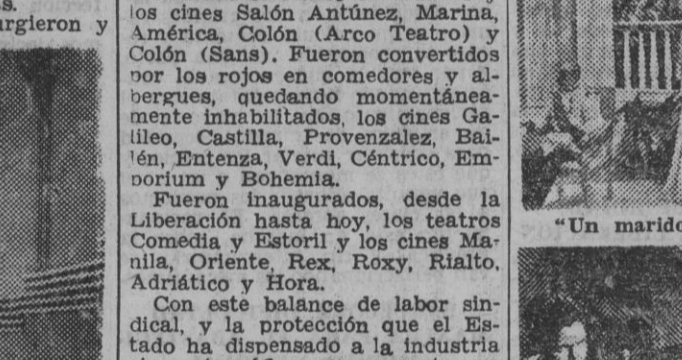 s.
urgieron y
los cines Salón Antúnez, Marina,
América, Colón (Arco Teatro) y
Colón (Sans). Fueron convertidos
por los rojos en comedores y al-
bergues, quedando momentánea-
mente inhabilitados, los cines Ga-
lileo, Castilla, Provenzalez, Bai-
lén, Entenza, Verdi, Céntrico, Em-
porium y Bohemia.
Fueron inaugurados, desde la
Liberación hasta hoy, los teatros
Comedia y Estoril y los cines Ma-
nila, Oriente, Rex, Roxy, Rialto,
Adriático y Hora.
Con este balance de labor sin-
dical, y la protección que el Es-
tado ha dispensado a la industria
"Un marido